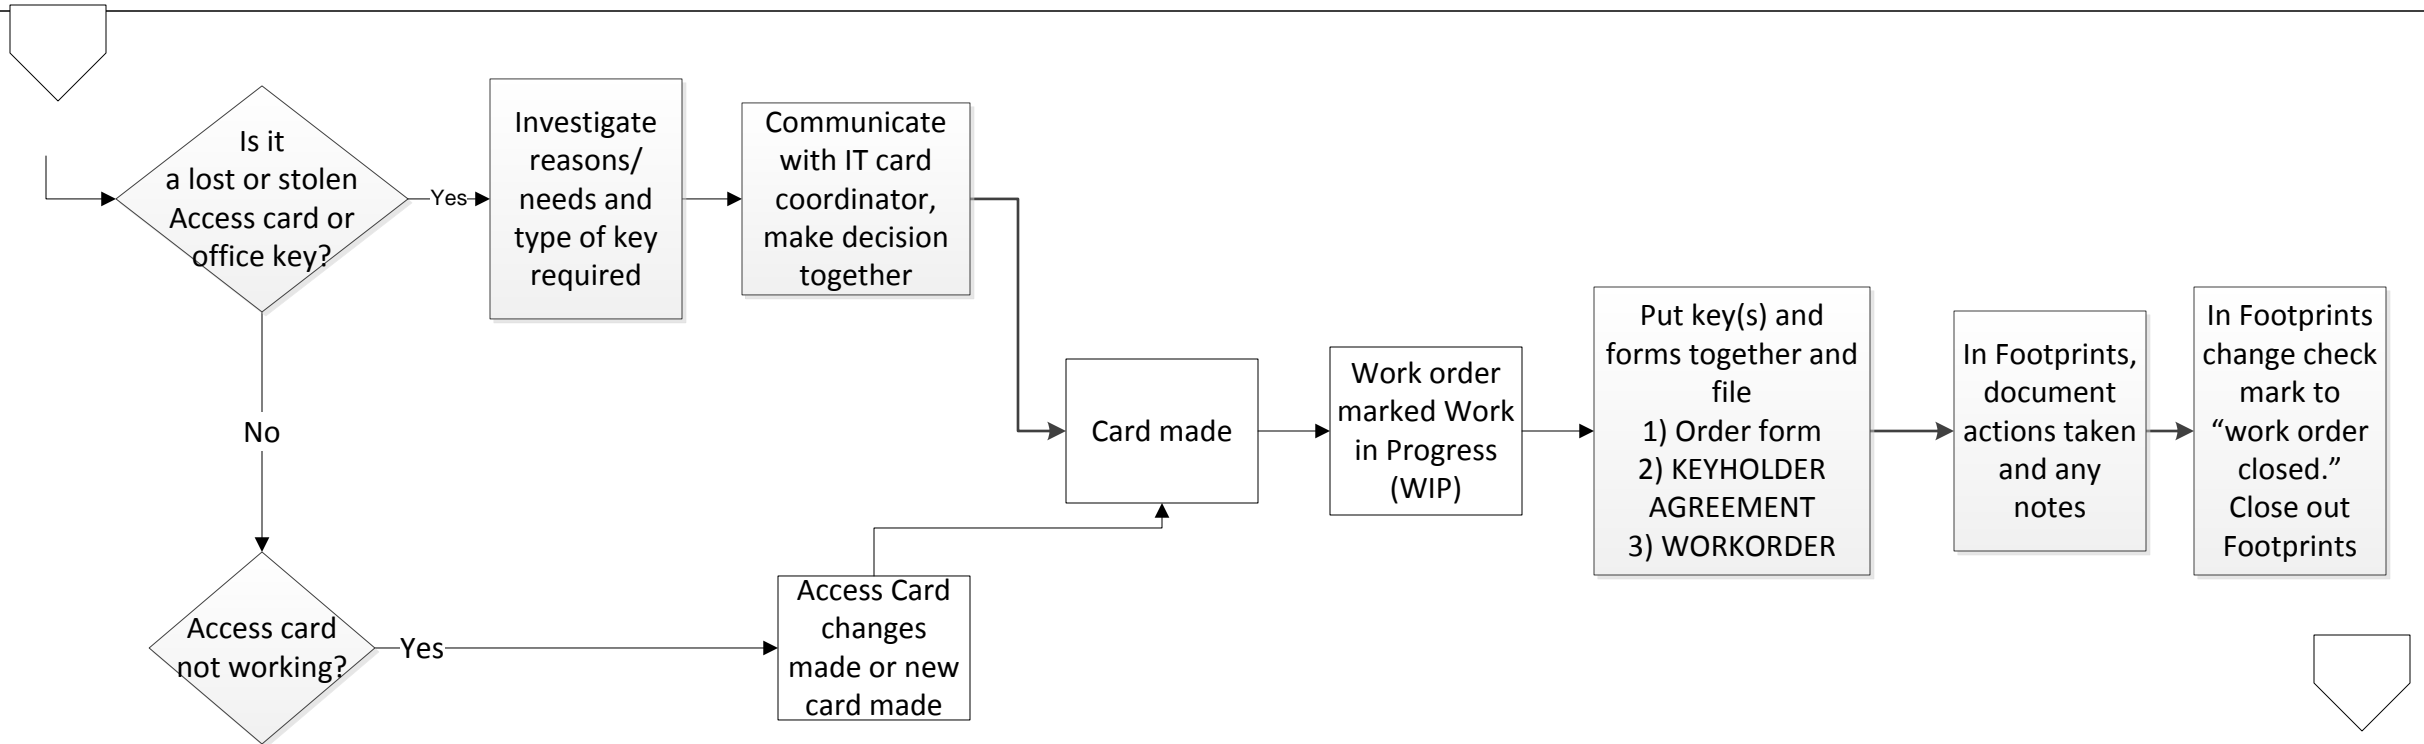 Is it
a lost or stolen
Access card or
office key?
Yes
Investigate
reasons/
needs and
type of key
required
Communicate
with IT card
coordinator,
make decision
together
No
Access card
not working?
Yes
Access Card
changes
made or new
card made
Card made
Work order
marked Work
in Progress
(WIP)
Put key(s) and
forms together and
file
1) Order form
2) KEYHOLDER
AGREEMENT
3) WORKORDER
In Footprints,
document
actions taken
and any
notes
In Footprints
change check
mark to
“work order
closed.”
Close out
Footprints